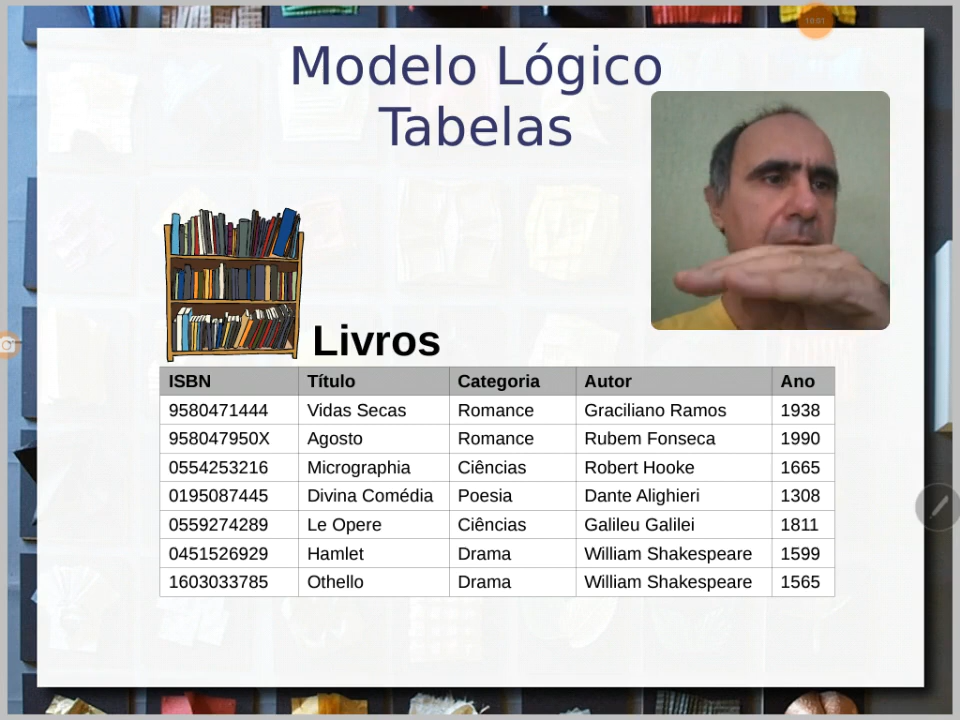 10:01
Modelo Lógico
Tabelas
Livros
ISBN Título Categoria Autor Ano
9580471444 Vidas Secas Romance Graciliano Ramos 1938
958047950X Agosto Romance Rubem Fonseca 1990
0554253216 Micrographia Ciências Robert Hooke 1665
0195087445 Divina Comédia Poesia Dante Alighieri 1308
0559274289 Le Opere Ciências Galileu Galilei 1811
0451526929 Hamlet Drama William Shakespeare 1599
1603033785 Othello Drama William Shakespeare 1565